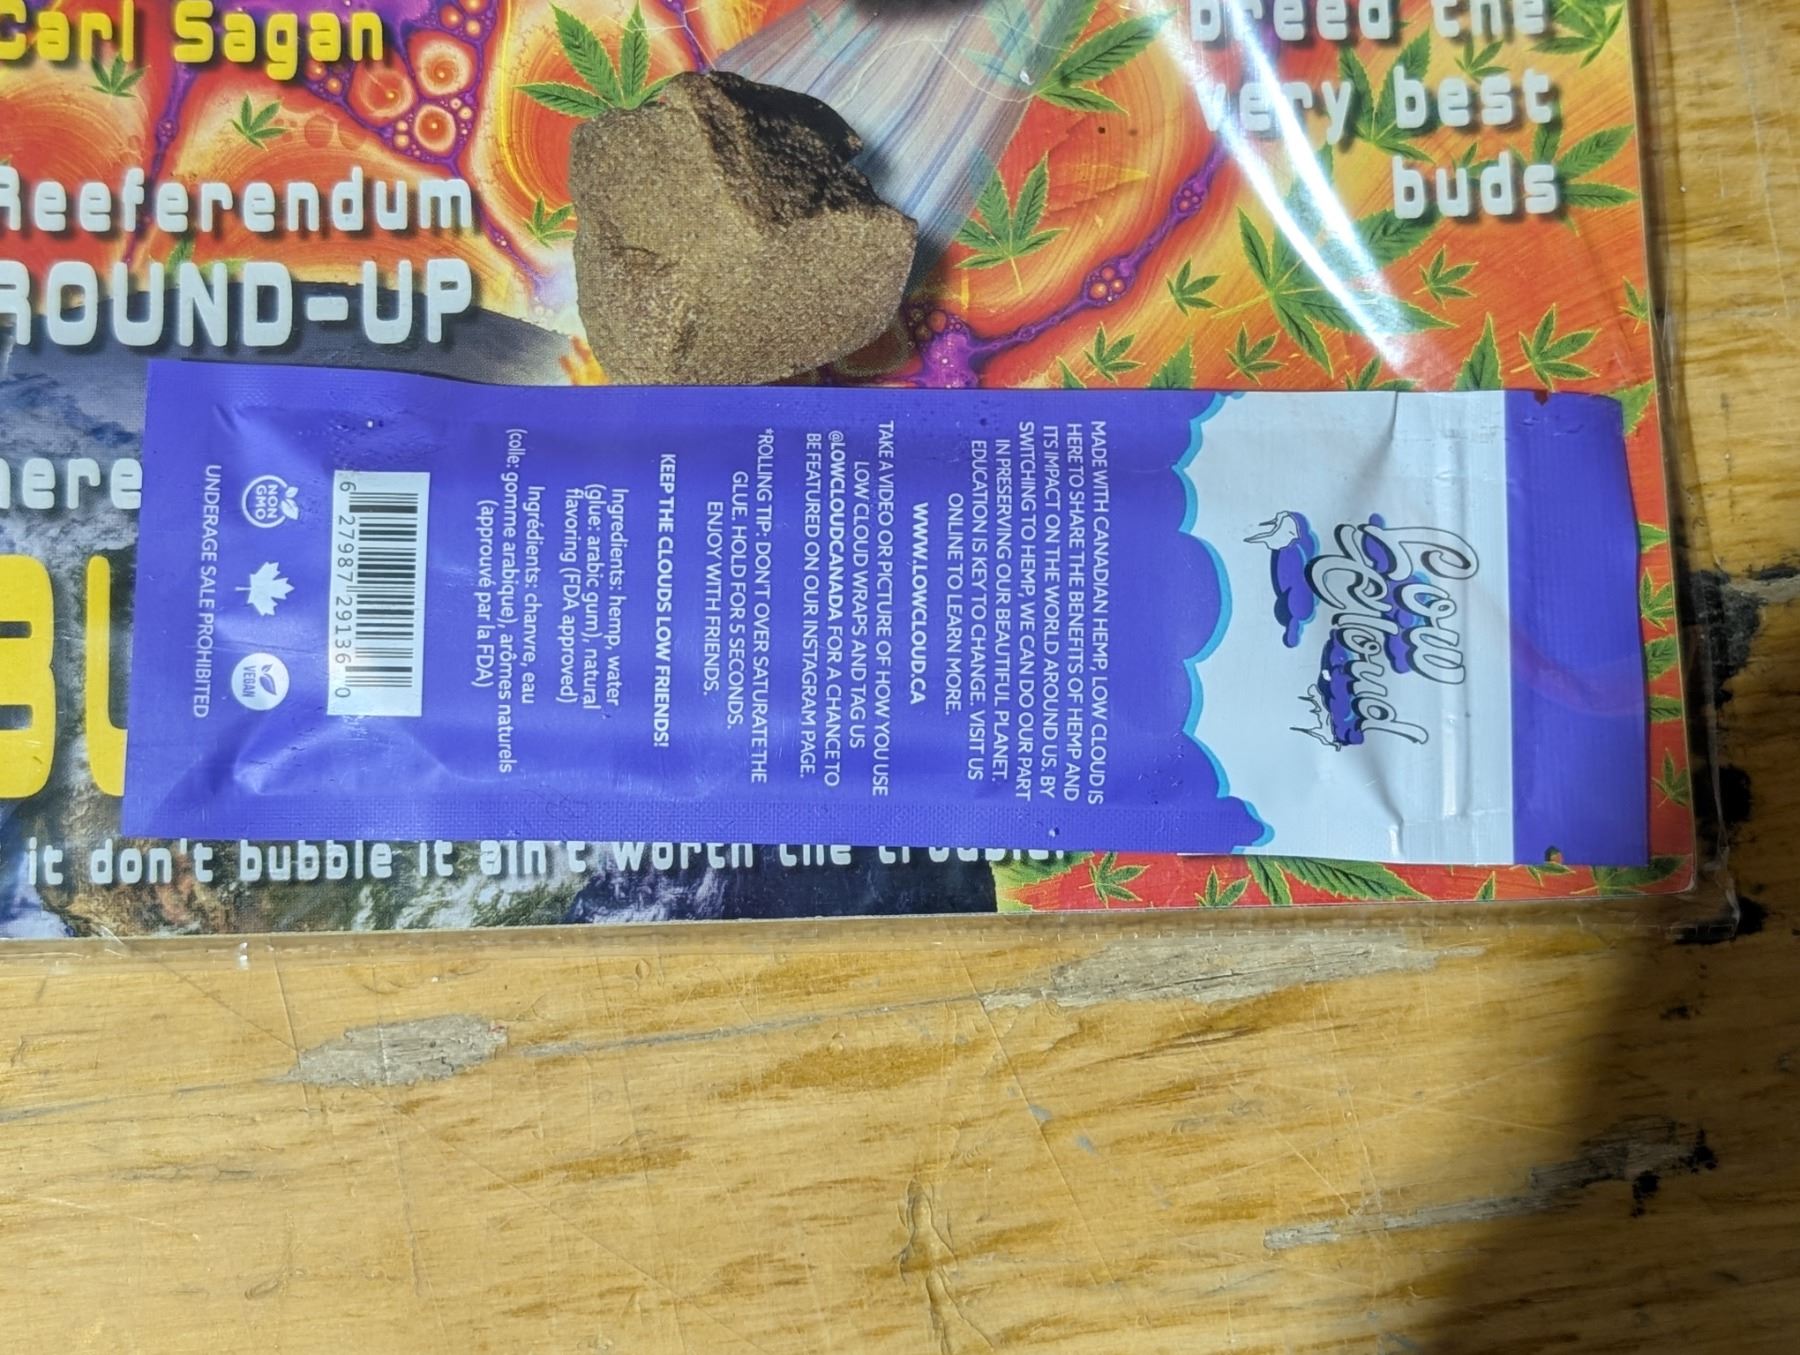 Carl Sagan
Reeferendum
ROUND-UP
breed the
very best
buds
here
it don't bubble it ain't worth the trouble.
Low
Cloud
MADE WITH CANADIAN HEMP, LOW CLOUD IS
HERE TO SHARE THE BENEFITS OF HEMP AND
ITS IMPACT ON THE WORLD AROUND US. BY
SWITCHING TO HEMP, WE CAN DO OUR PART
IN PRESERVING OUR BEAUTIFUL PLANET.
EDUCATION IS KEY TO CHANGE. VISIT US
ONLINE TO LEARN MORE.
WWW.LOWCLOUD.CA
TAKE A VIDEO OR PICTURE OF HOW YOU USE
LOW CLOUD WRAPS AND TAG US
@LOWCLOUDCANADA FOR A CHANCE TO
BE FEATURED ON OUR INSTAGRAM PAGE.
*ROLLING TIP: DON'T OVER SATURATE THE
GLUE. HOLD FOR 5 SECONDS.
ENJOY WITH FRIENDS.
KEEP THE CLOUDS LOW FRIENDS!
Ingredients: hemp, water
(glue: arabic gum), natural
flavoring (FDA approved)
Ingrédients: chanvre, eau
(colle: gomme arabique), arômes naturels
(approuvé par la FDA)
6 27987 29136 0
NON
GMO
VEGAN
UNDERAGE SALE PROHIBITED